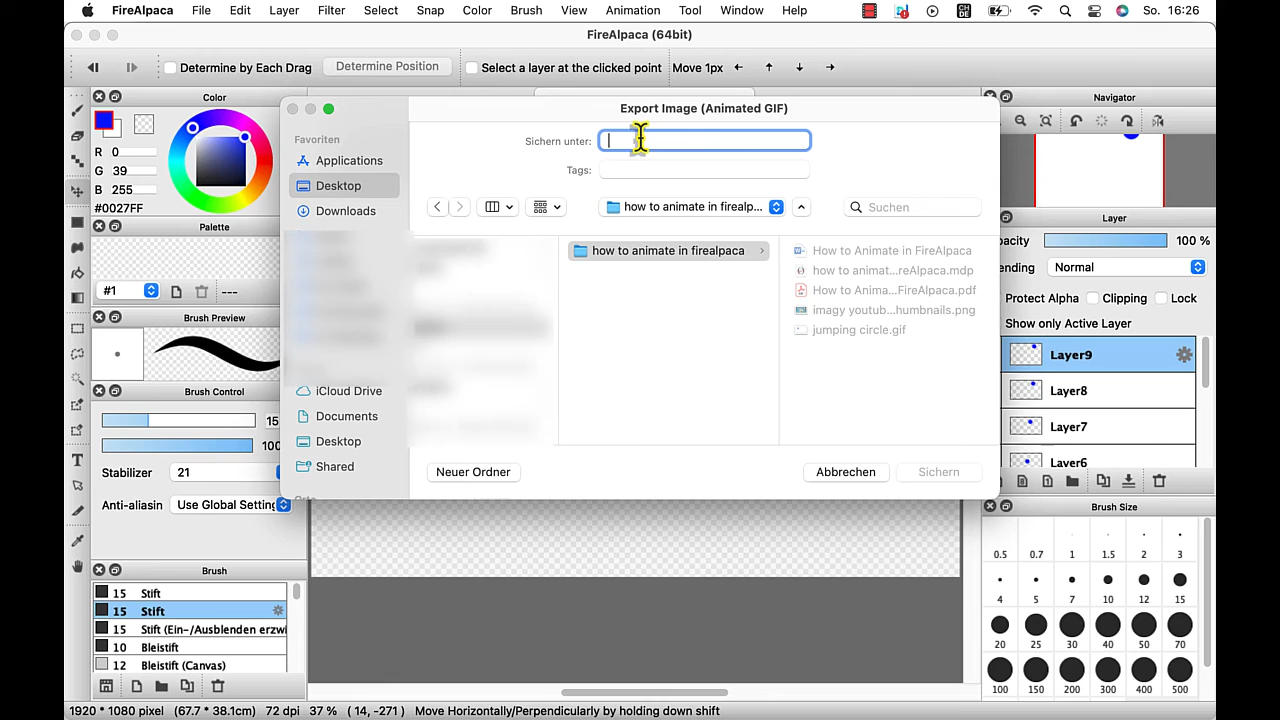 FireAlpaca File Edit Layer Filter Select Snap Color Brush View Animation Tool Window Help CH DE So. 16:26
FireAlpaca (64bit)
Determine by Each Drag Determine Position Select a layer at the clicked point Move 1px
Color
R 0
G 39
B 255
#0027FF
Palette
#1 ---
Brush Preview
Brush Control
15
100
Stabilizer 21
Anti-aliasin Use Global Setting
Brush
15 Stift
15 Stift
15 Stift (Ein-/Ausblenden erzwi
10 Bleistift
12 Bleistift (Canvas)
Export Image (Animated GIF)
Sichern unter:
Tags:
how to animate in firealp...
Suchen
Favoriten
Applications
Desktop
Downloads
iCloud Drive
Documents
Desktop
Shared
how to animate in firealpaca
How to Animate in FireAlpaca
how to animat...reAlpaca.mdp
How to Anima...FireAlpaca.pdf
imagy youtub...humbnails.png
jumping circle.gif
Neuer Ordner Abbrechen Sichern
Navigator
Layer
pacity 100 %
ending Normal
Protect Alpha Clipping Lock
Show only Active Layer
Layer9
Layer8
Layer7
Layer6
Brush Size
0.5 0.7 1 1.5 2 3
4 5 7 10 12 15
20 25 30 40 50 70
100 150 200 300 400 500
1920 * 1080 pixel (67.7 * 38.1cm) 72 dpi 37 % ( 14, -271 ) Move Horizontally/Perpendicularly by holding down shift